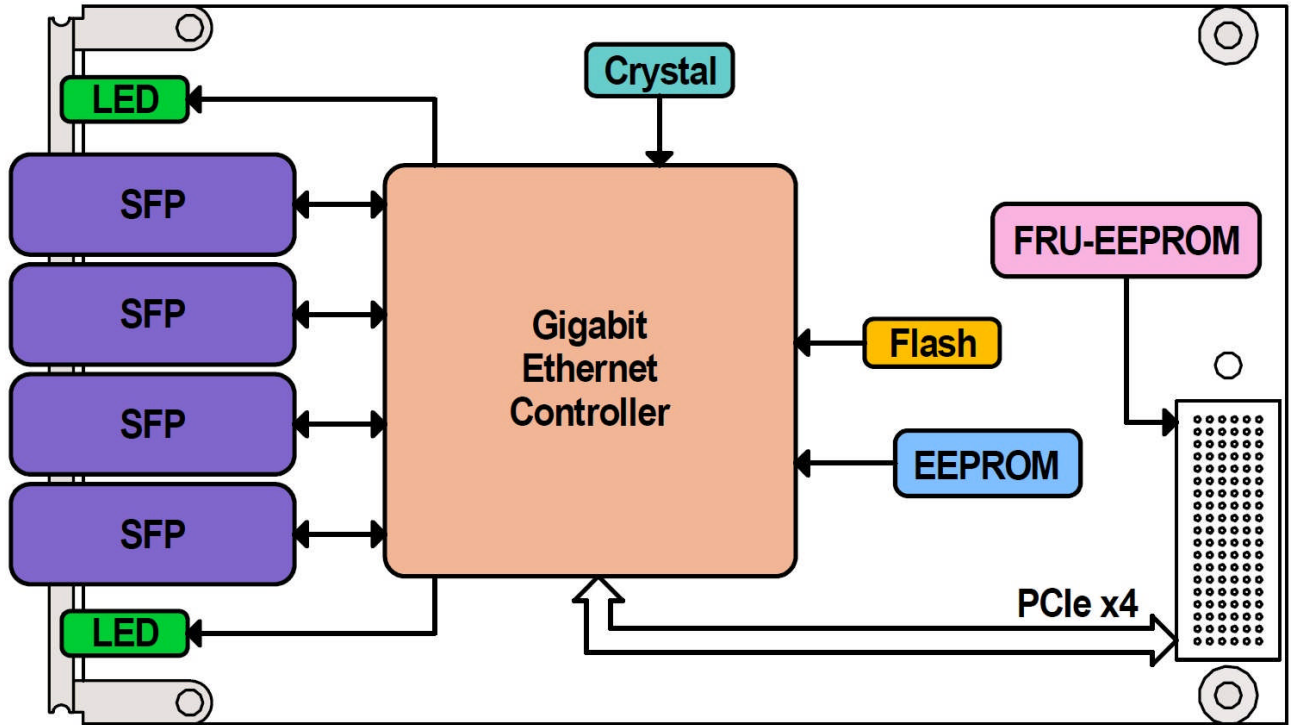 Crystal
LED
SFP
FRU-EEPROM
SFP
Gigabit
Ethernet
Controller
Flash
SFP
EEPROM
SFP
PCIe x4
LED